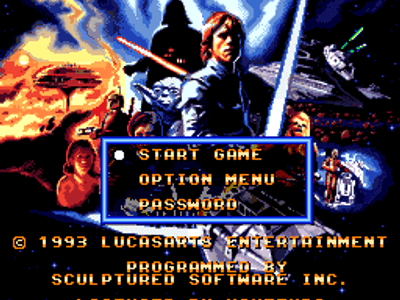 START GAME
OPTION MENU
PASSWORD
© 1993 LUCASARTS ENTERTAINMENT
PROGRAMMED BY
SCULPTURED SOFTWARE INC.